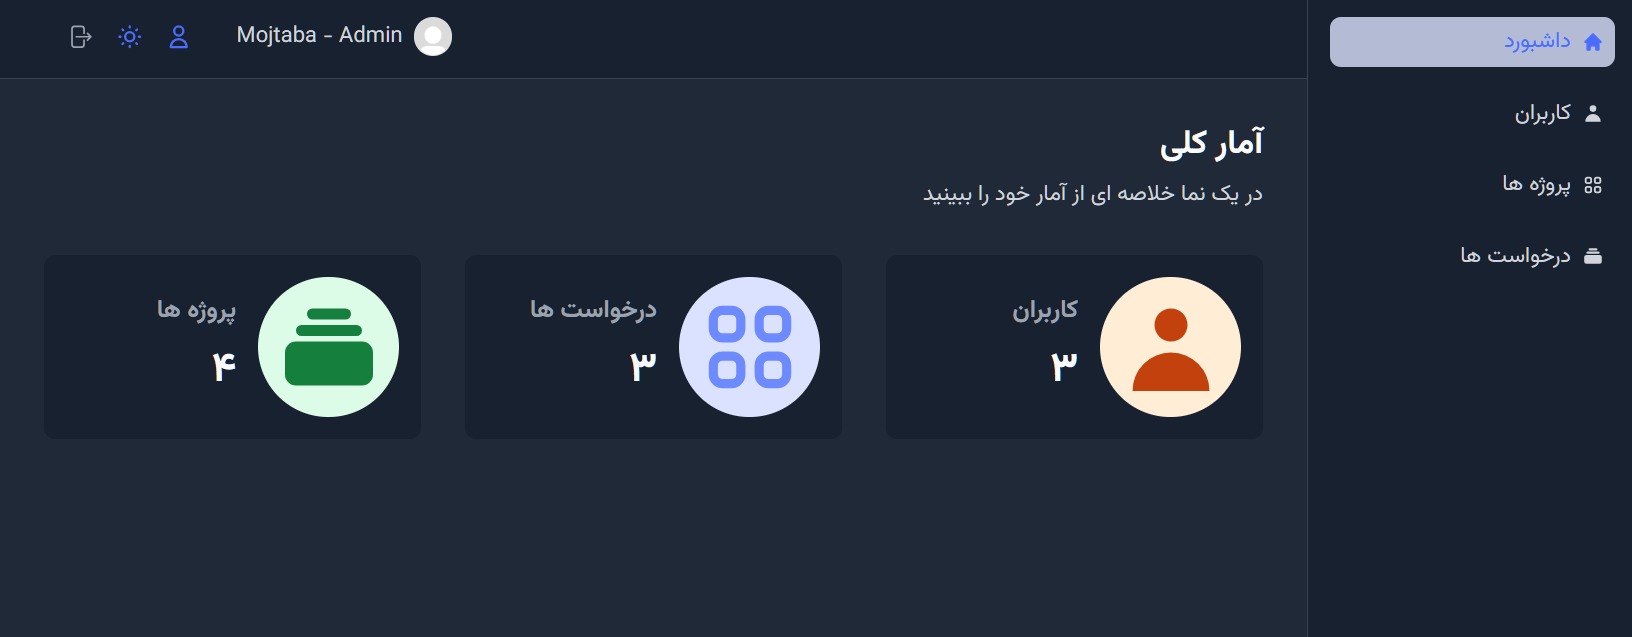 داشبورد
کاربران
پروژه ها
درخواست ها
Mojtaba - Admin
آمار کلی
در یک نما خلاصه ای از آمار خود را ببینید
کاربران
۳
درخواست ها
۳
پروژه ها
۴